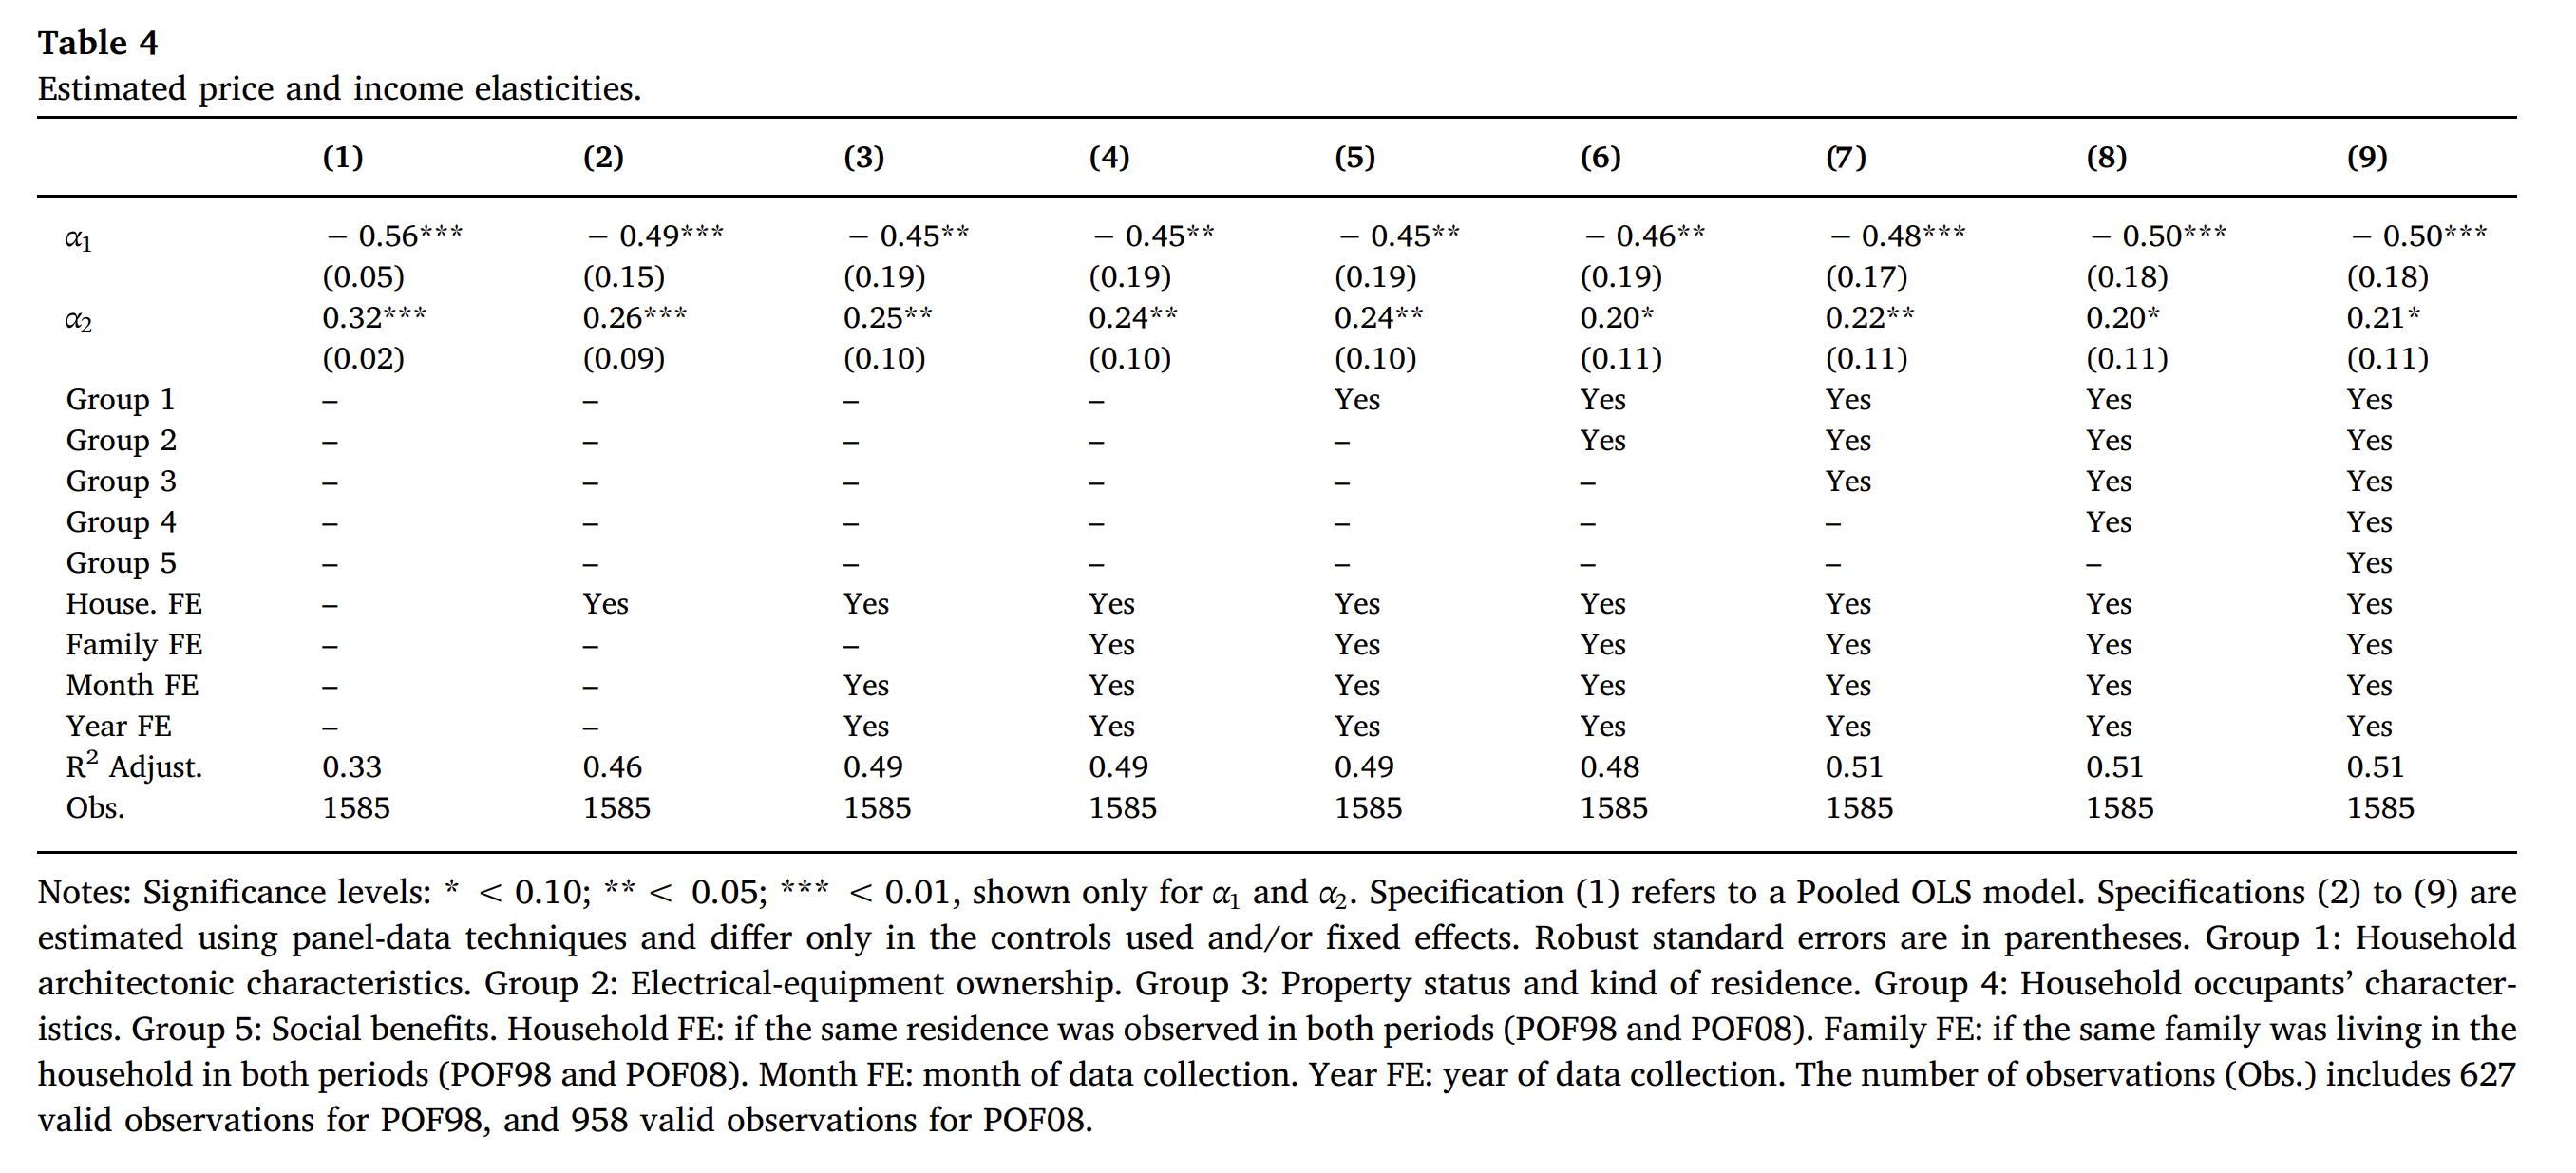 Table 4
Estimated price and income elasticities.
(1) (2) (3) (4) (5) (6) (7) (8) (9)
α1 − 0.56*** − 0.49*** − 0.45** − 0.45** − 0.45** − 0.46** − 0.48*** − 0.50*** − 0.50***
(0.05) (0.15) (0.19) (0.19) (0.19) (0.19) (0.17) (0.18) (0.18)
α2 0.32*** 0.26*** 0.25** 0.24** 0.24** 0.20* 0.22** 0.20* 0.21*
(0.02) (0.09) (0.10) (0.10) (0.10) (0.11) (0.11) (0.11) (0.11)
Group 1 – – – – Yes Yes Yes Yes Yes
Group 2 – – – – – Yes Yes Yes Yes
Group 3 – – – – – – Yes Yes Yes
Group 4 – – – – – – – Yes Yes
Group 5 – – – – – – – – Yes
House. FE – Yes Yes Yes Yes Yes Yes Yes Yes
Family FE – – – Yes Yes Yes Yes Yes Yes
Month FE – – Yes Yes Yes Yes Yes Yes Yes
Year FE – – Yes Yes Yes Yes Yes Yes Yes
R² Adjust. 0.33 0.46 0.49 0.49 0.49 0.48 0.51 0.51 0.51
Obs. 1585 1585 1585 1585 1585 1585 1585 1585 1585
Notes: Significance levels: * < 0.10; ** < 0.05; *** < 0.01, shown only for α1 and α2. Specification (1) refers to a Pooled OLS model. Specifications (2) to (9) are
estimated using panel-data techniques and differ only in the controls used and/or fixed effects. Robust standard errors are in parentheses. Group 1: Household
architectonic characteristics. Group 2: Electrical-equipment ownership. Group 3: Property status and kind of residence. Group 4: Household occupants’ character-
istics. Group 5: Social benefits. Household FE: if the same residence was observed in both periods (POF98 and POF08). Family FE: if the same family was living in the
household in both periods (POF98 and POF08). Month FE: month of data collection. Year FE: year of data collection. The number of observations (Obs.) includes 627
valid observations for POF98, and 958 valid observations for POF08.